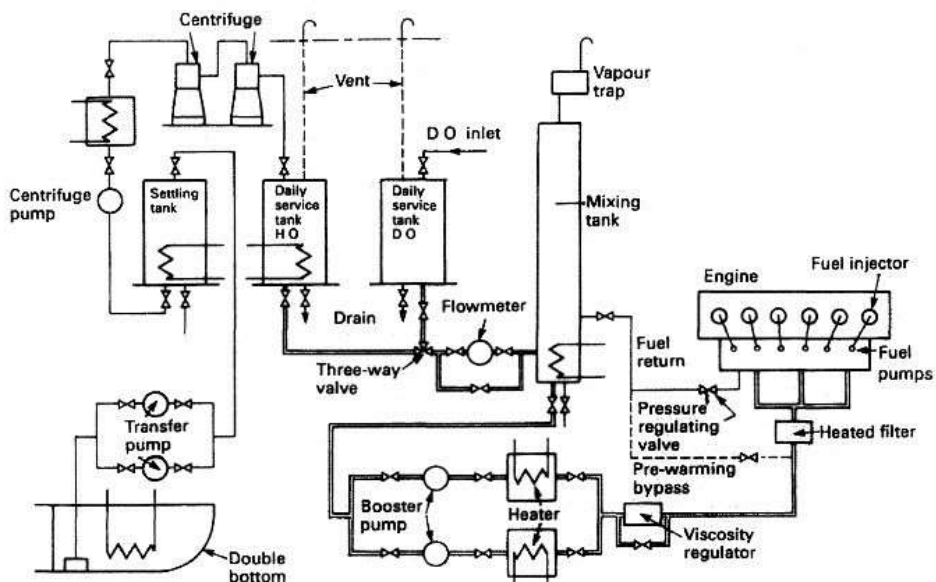 Centrifuge
Vent
Vapour
trap
D O inlet
Centrifuge
pump
Settling
tank
Daily
service
tank
H O
Daily
service
tank
D O
Mixing
tank
Engine
Fuel injector
Drain
Flowmeter
Three-way
valve
Fuel
return
Fuel
pumps
Pressure
regulating
valve
Heated filter
Transfer
pump
Pre-warming
bypass
Booster
pump
Heater
Viscosity
regulator
Double
bottom